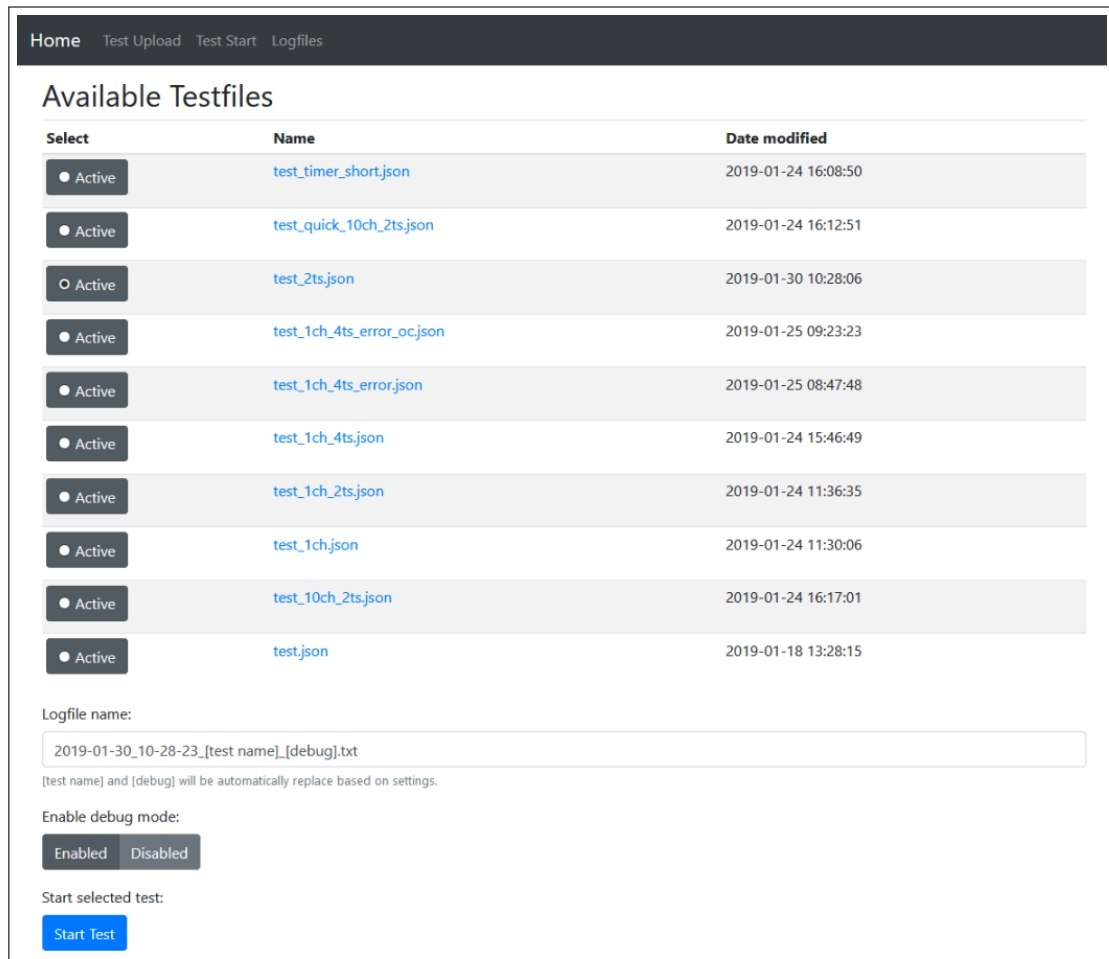 Home Test Upload Test Start Logfiles
Available Testfiles
Select Name Date modified
Active test_timer_short.json 2019-01-24 16:08:50
Active test_quick_10ch_2ts.json 2019-01-24 16:12:51
Active test_2ts.json 2019-01-30 10:28:06
Active test_1ch_4ts_error_oc.json 2019-01-25 09:23:23
Active test_1ch_4ts_error.json 2019-01-25 08:47:48
Active test_1ch_4ts.json 2019-01-24 15:46:49
Active test_1ch_2ts.json 2019-01-24 11:36:35
Active test_1ch.json 2019-01-24 11:30:06
Active test_10ch_2ts.json 2019-01-24 16:17:01
Active test.json 2019-01-18 13:28:15
Logfile name:
2019-01-30_10-28-23_[test name]_[debug].txt
[test name] and [debug] will be automatically replace based on settings.
Enable debug mode:
Enabled Disabled
Start selected test:
Start Test